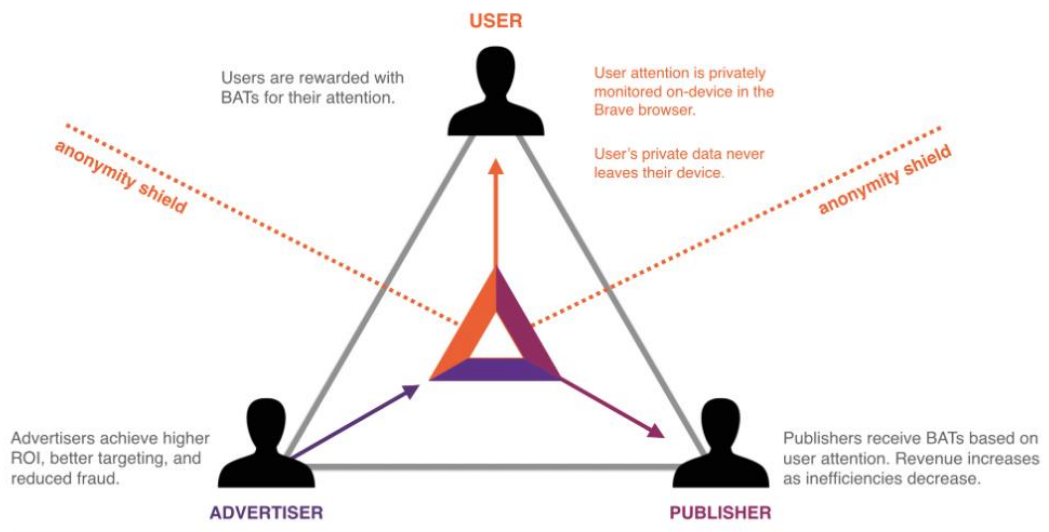 USER
Users are rewarded with
BATs for their attention.
User attention is privately
monitored on-device in the
Brave browser.
User's private data never
leaves their device.
anonymity shield
anonymity shield
Advertisers achieve higher
ROI, better targeting, and
reduced fraud.
Publishers receive BATs based on
user attention. Revenue increases
as inefficiencies decrease.
ADVERTISER
PUBLISHER